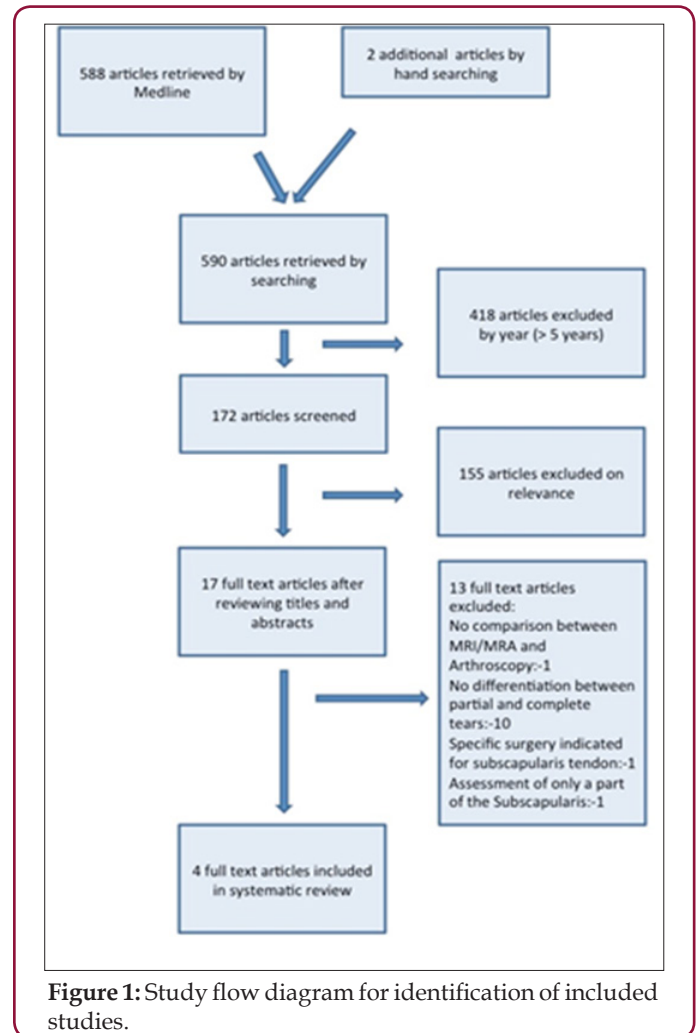 588 articles retrieved by
Medline
2 additional articles by
hand searching
590 articles retrieved by
searching
418 articles excluded
by year (> 5 years)
172 articles screened
155 articles excluded on
relevance
17 full text articles after
reviewing titles and
abstracts
13 full text articles
excluded:
No comparison between
MRI/MRA and
Arthroscopy:-1
No differentiation between
partial and complete
tears:-10
Specific surgery indicated
for subscapularis tendon:-1
Assessment of only a part
of the Subscapularis:-1
4 full text articles included
in systematic review
Figure 1: Study flow diagram for identification of included
studies.